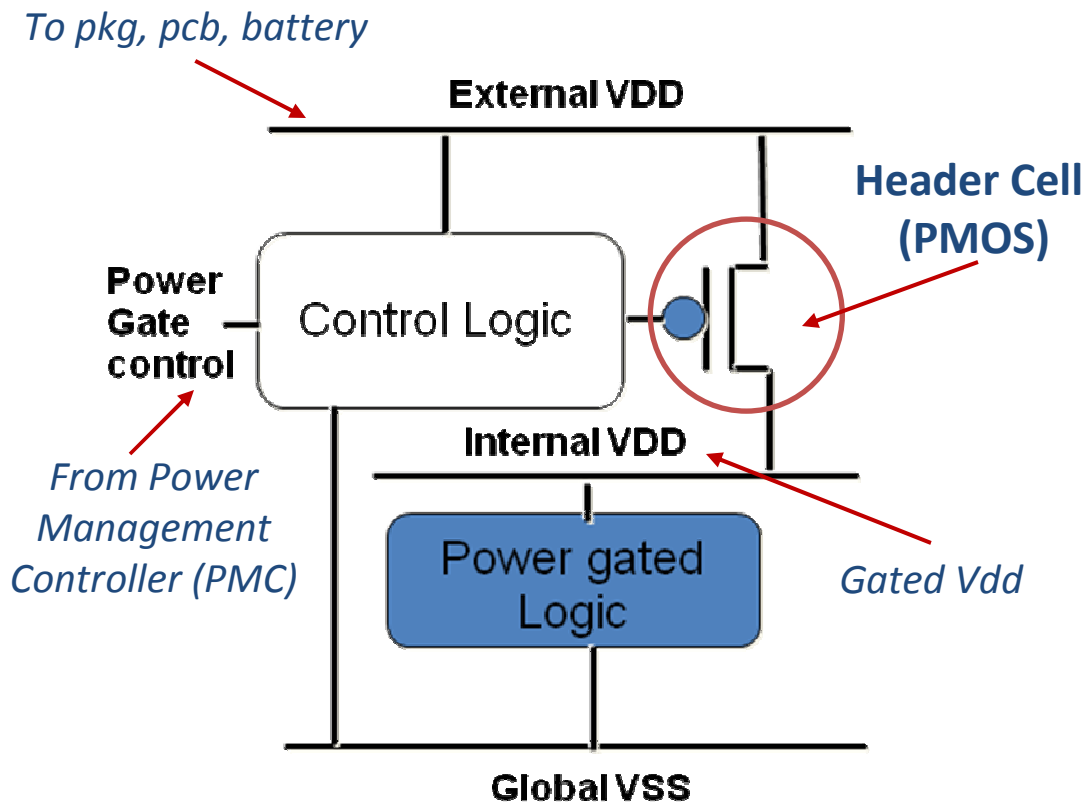 To pkg, pcb, battery
External VDD
Header Cell
(PMOS)
Power
Gate
control
Control Logic
Internal VDD
From Power
Management
Controller (PMC)
Power gated
Logic
Gated Vdd
Global VSS